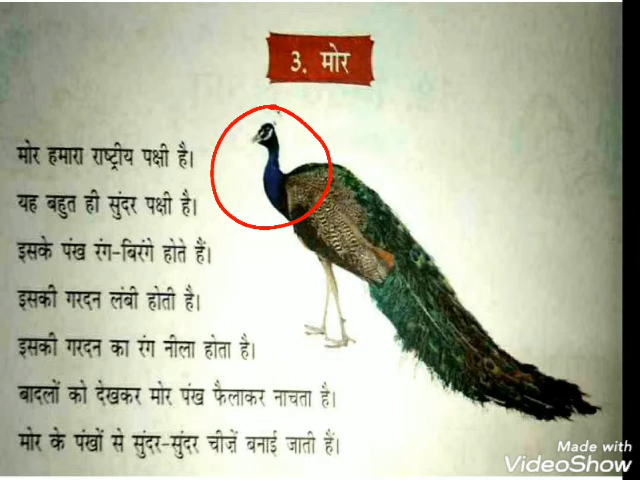 3. मोर
मोर हमारा राष्ट्रीय पक्षी है।
यह बहुत ही सुंदर पक्षी है।
इसके पंख रंग-बिरंगे होते हैं।
इसकी गरदन लंबी होती है।
इसकी गरदन का रंग नीला होता है।
बादलों को देखकर मोर पंख फैलाकर नाचता है।
मोर के पंखों से सुंदर-सुंदर चीज़ें बनाई जाती हैं।
Made with
VideoShow